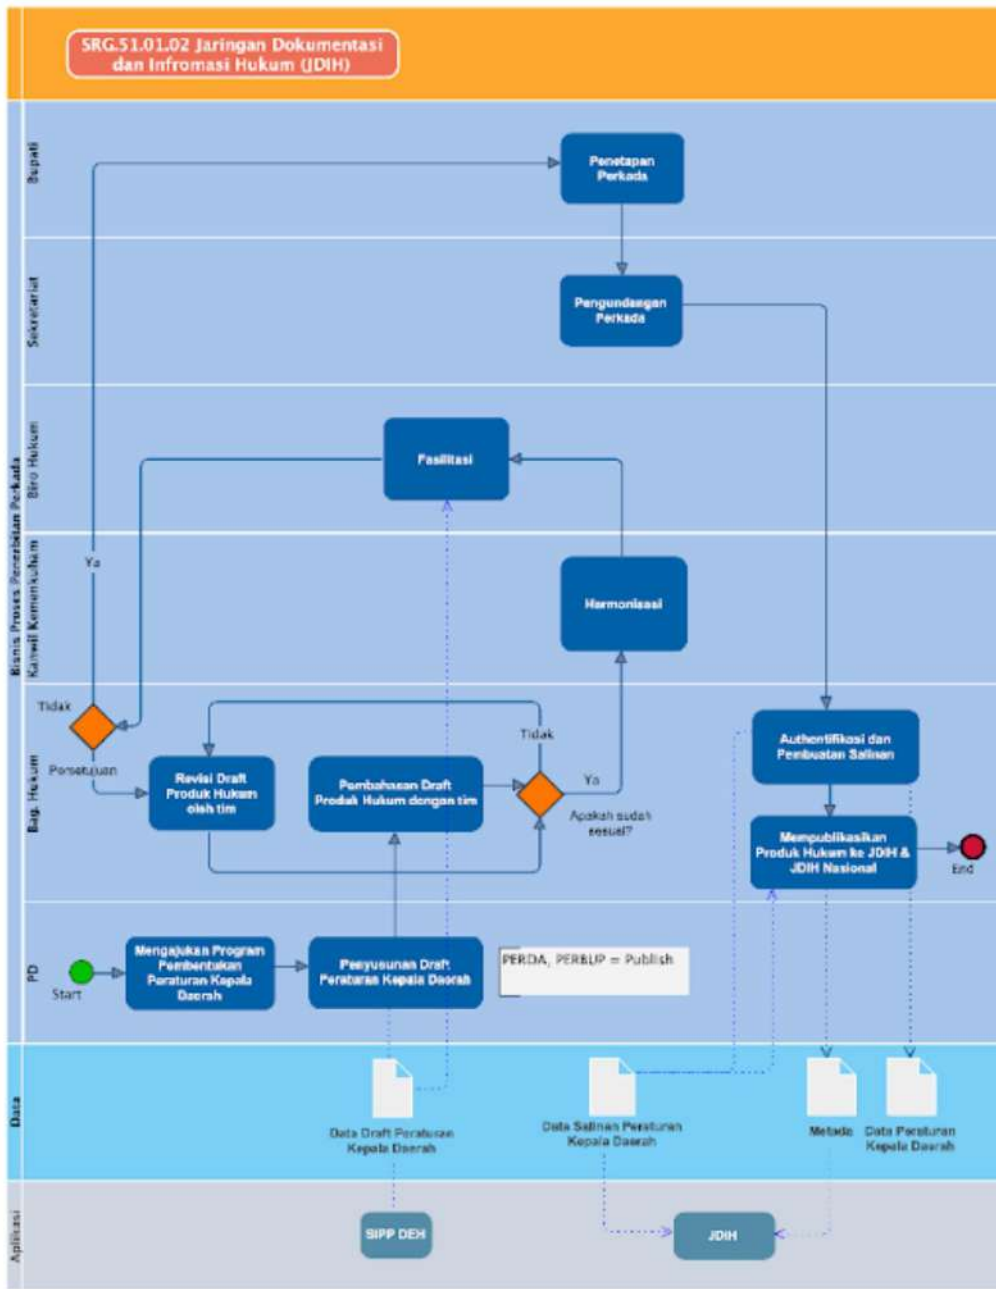 SRG.51.01.02 Jaringan Dokumentasi
dan Infromasi Hukum (JDIH)
Bisnis Proses Penerbitan Perkada
Bupati
Penetapan
Perkada
Sekretariat
Pengundangan
Perkada
Biro Hukum
Fasilitasi
Kanwil Kemenkuham
Ya
Harmonisasi
Bag. Hukum
Tidak
Persetujuan
Revisi Draft
Produk Hukum
oleh tim
Pembahasan Draft
Produk Hukum dengan tim
Tidak
Ya
Apakah sudah
sesuai?
Authentifikasi dan
Pembuatan Salinan
Mempublikasikan
Produk Hukum ke JDIH &
JDIH Nasional
End
PD
Start
Mengajukan Program
Pembentukan
Peraturan Kepala
Daerah
Penyusunan Draft
Peraturan Kepala Daerah
PERDA, PERBUP = Publish
Data
Data Draft Peraturan
Kepala Daerah
Data Salinan Peraturan
Kepala Daerah
Metada
Data Peraturan
Kepala Daerah
Aplikasi
SIPP DEH
JDIH